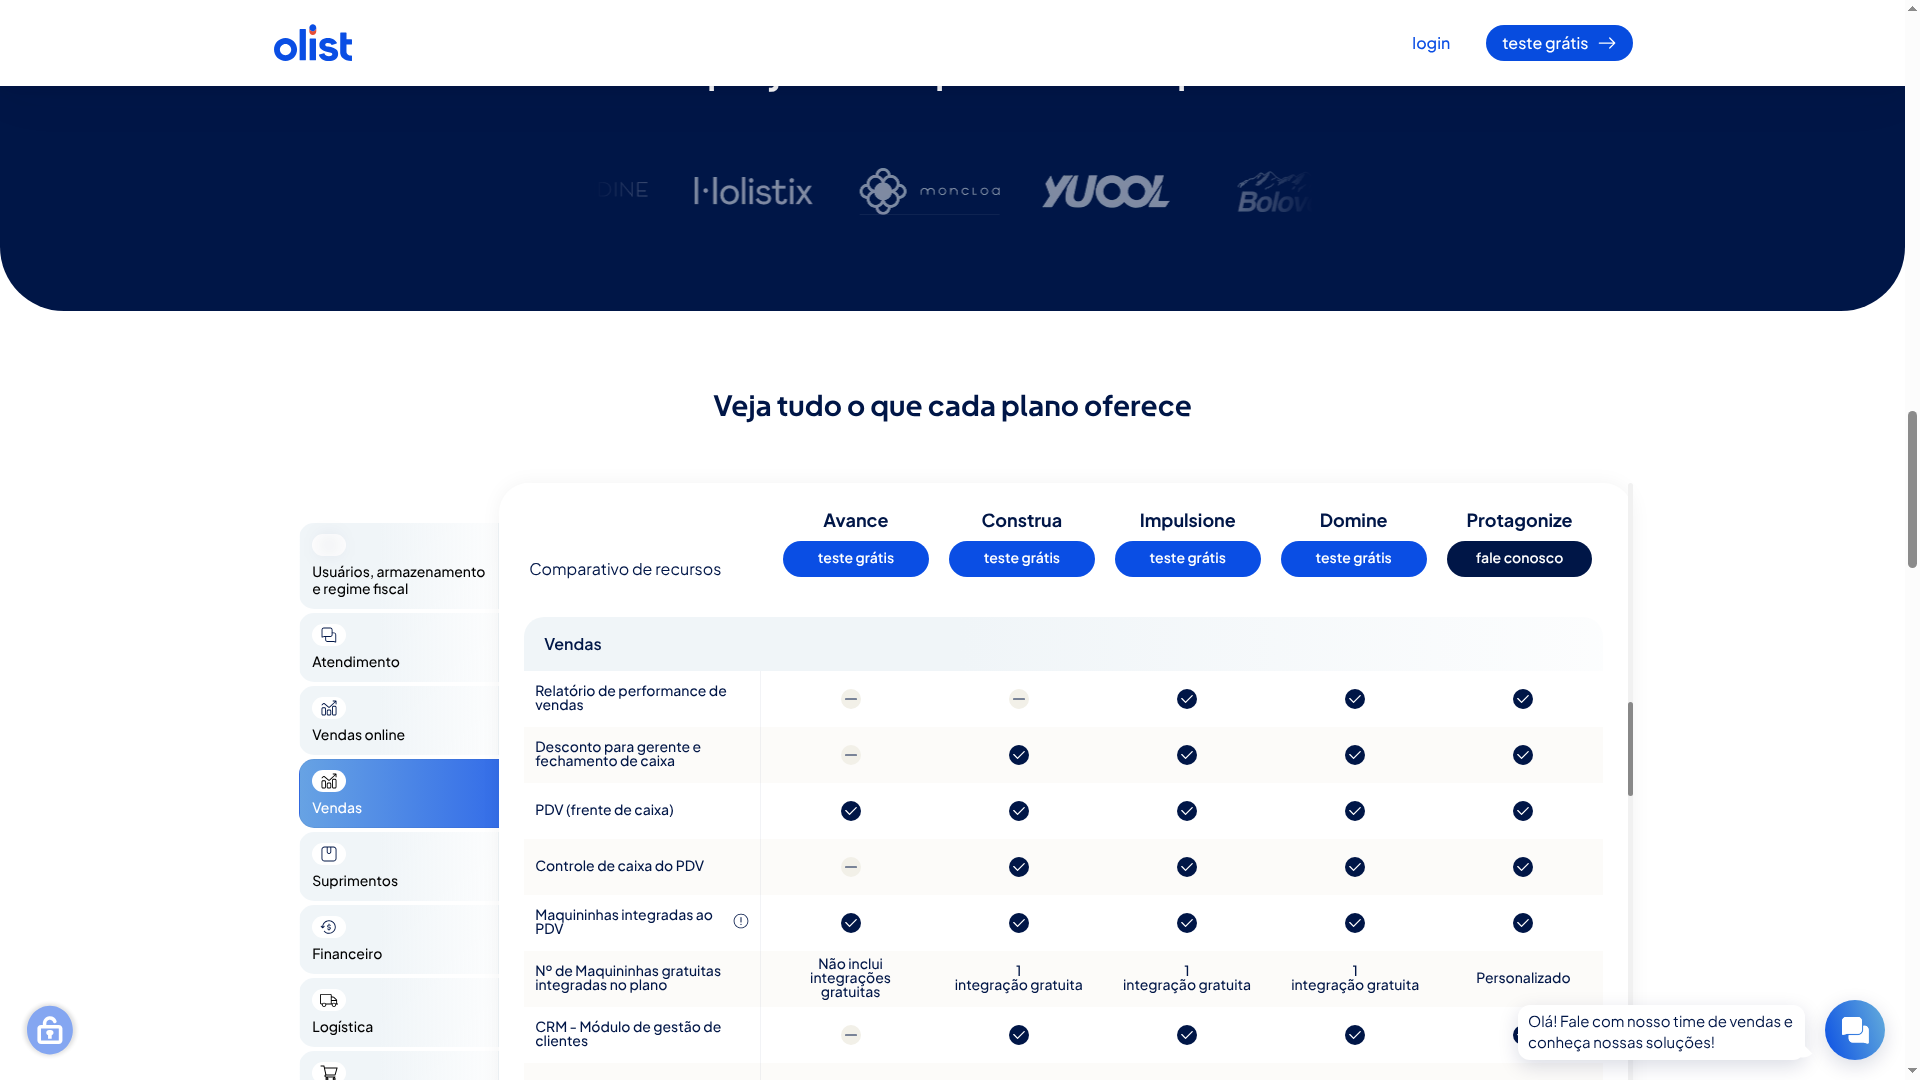 olist
login
teste grátis
DINE
Holistix
moncloa
YUOOL
Bolov
Veja tudo o que cada plano oferece
Avance
Construa
Impulsione
Domine
Protagonize
Comparativo de recursos
teste grátis
teste grátis
teste grátis
teste grátis
fale conosco
Usuários, armazenamento
e regime fiscal
Atendimento
Vendas online
Vendas
Suprimentos
Financeiro
Logística
Vendas
Relatório de performance de
vendas
Desconto para gerente e
fechamento de caixa
PDV (frente de caixa)
Controle de caixa do PDV
Maquininhas integradas ao
PDV
Nº de Maquininhas gratuitas
integradas no plano
Não inclui
integrações
gratuitas
1
integração gratuita
1
integração gratuita
1
integração gratuita
Personalizado
CRM - Módulo de gestão de
clientes
Olá! Fale com nosso time de vendas e
conheça nossas soluções!